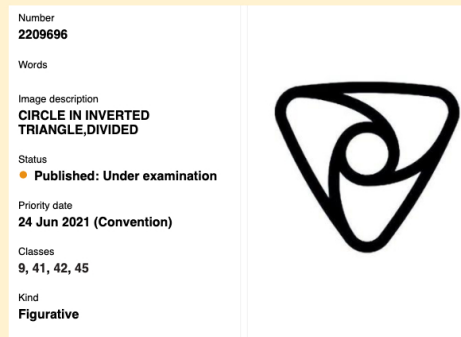 Number
2209696
Words
Image description
CIRCLE IN INVERTED
TRIANGLE,DIVIDED
Status
Published: Under examination
Priority date
24 Jun 2021 (Convention)
Classes
9, 41, 42, 45
Kind
Figurative